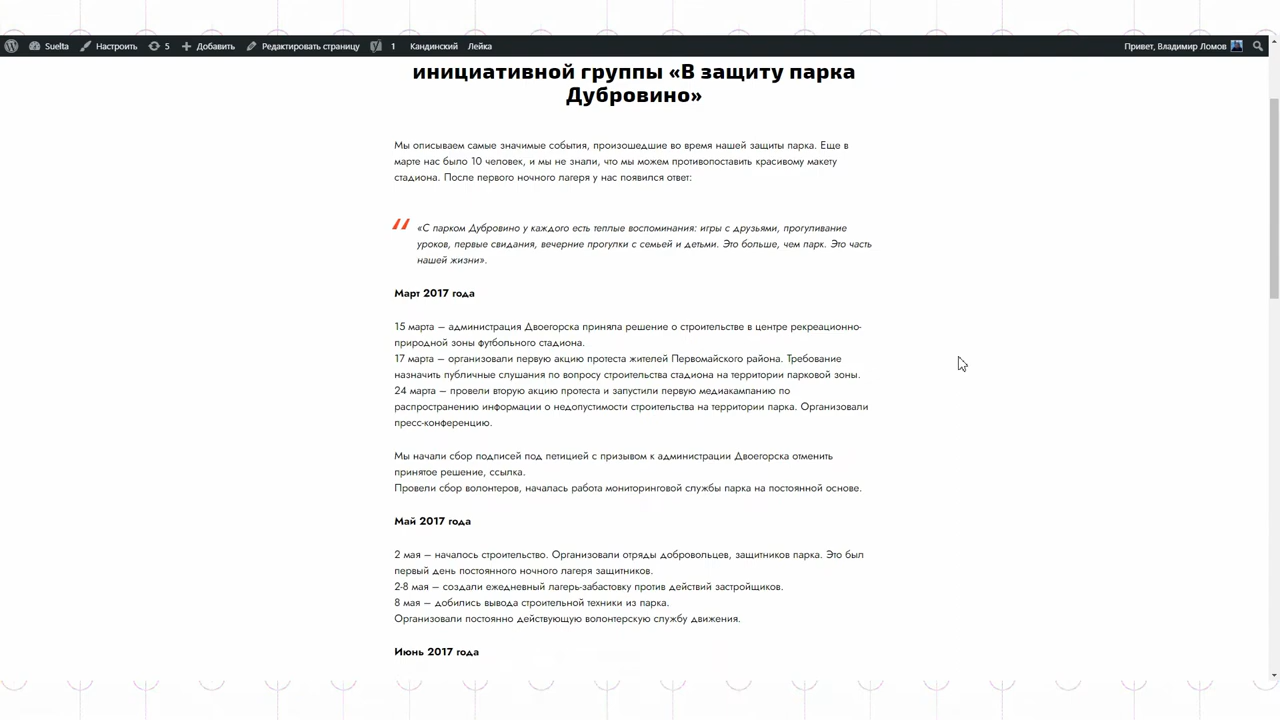 Suelta Настроить 5 Добавить Редактировать страницу 1 Кандинский Лейка Привет, Владимир Ломов
инициативной группы «В защиту парка
Дубровино»
Мы описываем самые значимые события, произошедшие во время нашей защиты парка. Еще в
марте нас было 10 человек, и мы не знали, что мы можем противопоставить красивому макету
стадиона. После первого ночного лагеря у нас появился ответ:
«С парком Дубровино у каждого есть теплые воспоминания: игры с друзьями, прогуливание
уроков, первые свидания, вечерние прогулки с семьей и детьми. Это больше, чем парк. Это часть
нашей жизни».
Март 2017 года
15 марта – администрация Двоегорска приняла решение о строительстве в центре рекреационно-
природной зоны футбольного стадиона.
17 марта – организовали первую акцию протеста жителей Первомайского района. Требование
назначить публичные слушания по вопросу строительства стадиона на территории парковой зоны.
24 марта – провели вторую акцию протеста и запустили первую медиакампанию по
распространению информации о недопустимости строительства на территории парка. Организовали
пресс-конференцию.
Мы начали сбор подписей под петицией с призывом к администрации Двоегорска отменить
принятое решение, ссылка.
Провели сбор волонтеров, началась работа мониторинговой службы парка на постоянной основе.
Май 2017 года
2 мая – началось строительство. Организовали отряды добровольцев, защитников парка. Это был
первый день постоянного ночного лагеря защитников.
2-8 мая – создали ежедневный лагерь-забастовку против действий застройщиков.
8 мая – добились вывода строительной техники из парка.
Организовали постоянно действующую волонтерскую службу движения.
Июнь 2017 года